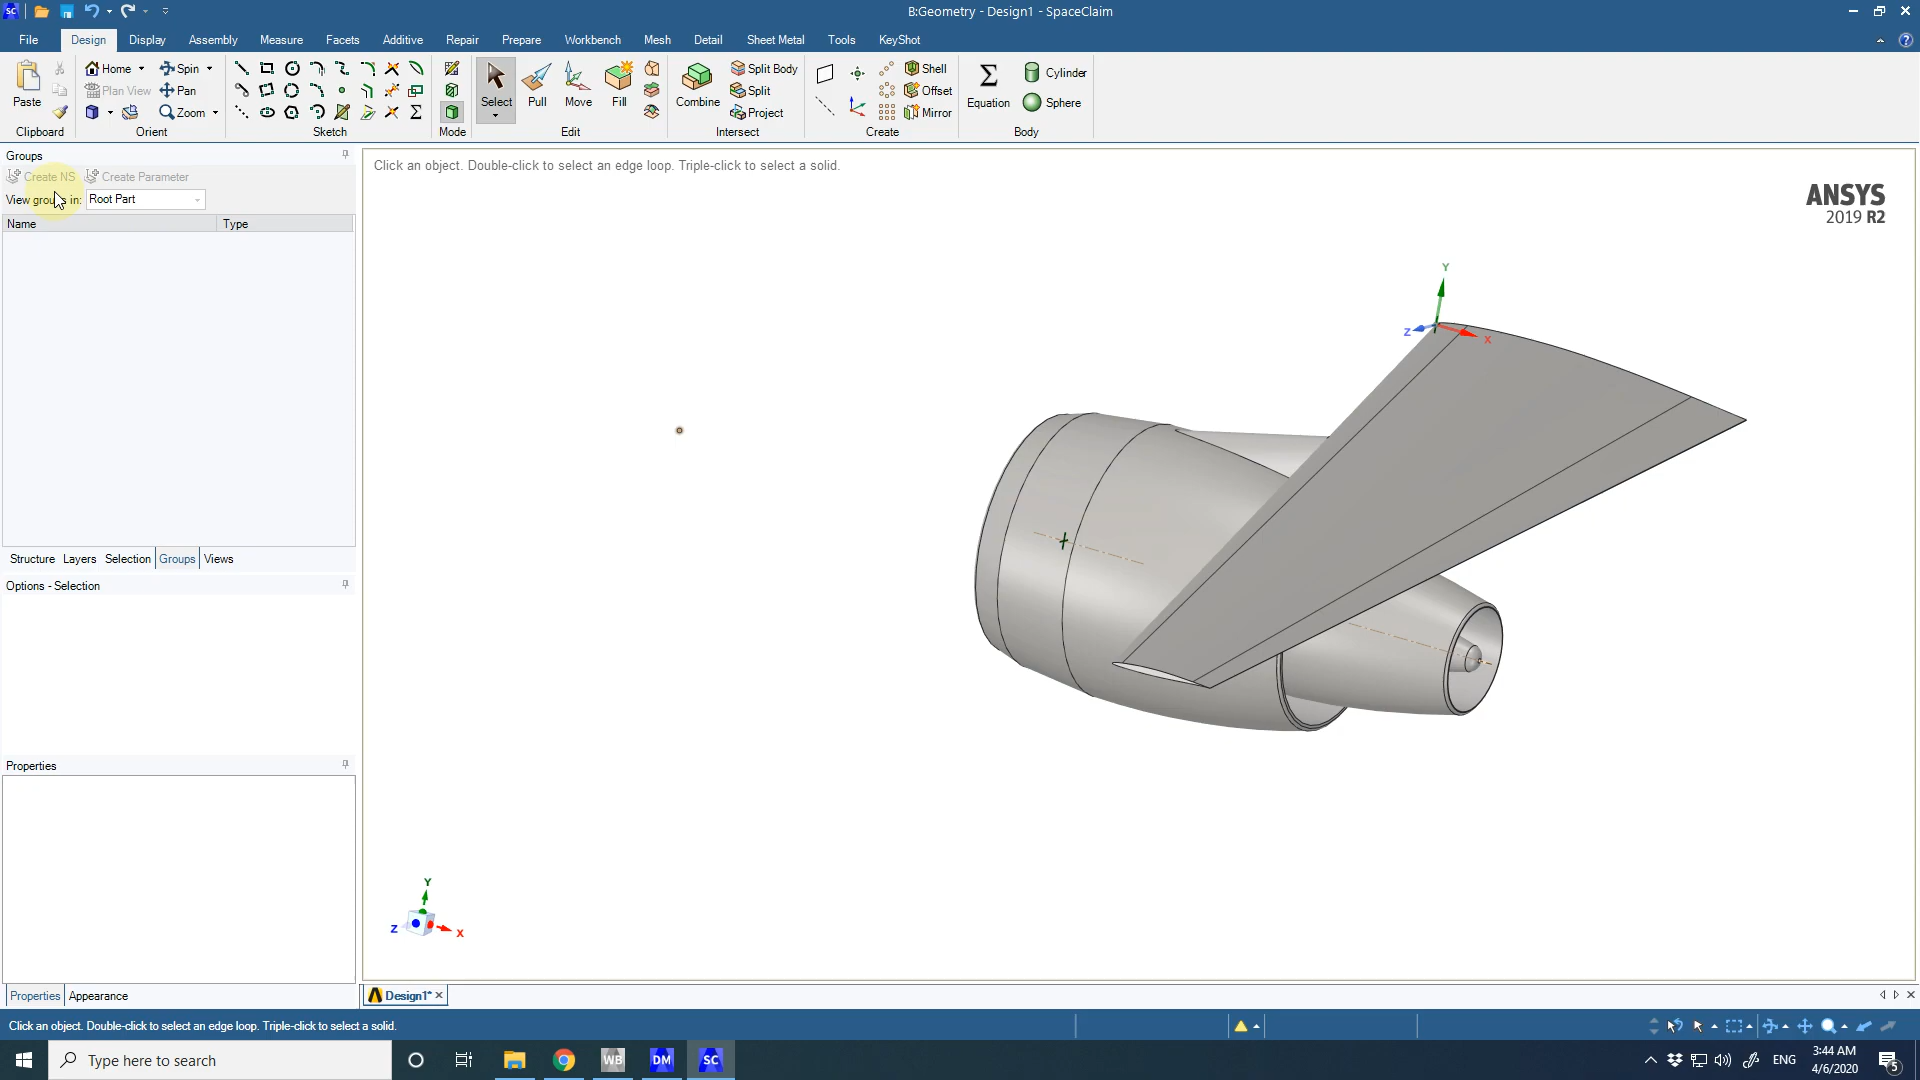 SC
B:Geometry - Design1 - SpaceClaim
File Design Display Assembly Measure Facets Additive Repair Prepare Workbench Mesh Detail Sheet Metal Tools KeyShot
Paste
Clipboard
Home Spin
Plan View Pan
Zoom
Orient
Sketch
Mode
Select Pull Move Fill
Edit
Combine
Split Body
Split
Project
Intersect
Shell
Offset
Mirror
Create
Equation
Cylinder
Sphere
Body
Groups
Create NS Create Parameter
View groups in: Root Part
Name Type
Structure Layers Selection Groups Views
Options - Selection
Properties
Properties Appearance
Click an object. Double-click to select an edge loop. Triple-click to select a solid.
ANSYS
2019 R2
Y
Z
X
Y
Z
X
Design1*
Click an object. Double-click to select an edge loop. Triple-click to select a solid.
Type here to search
WB
DM
SC
ENG
3:44 AM
4/6/2020
5